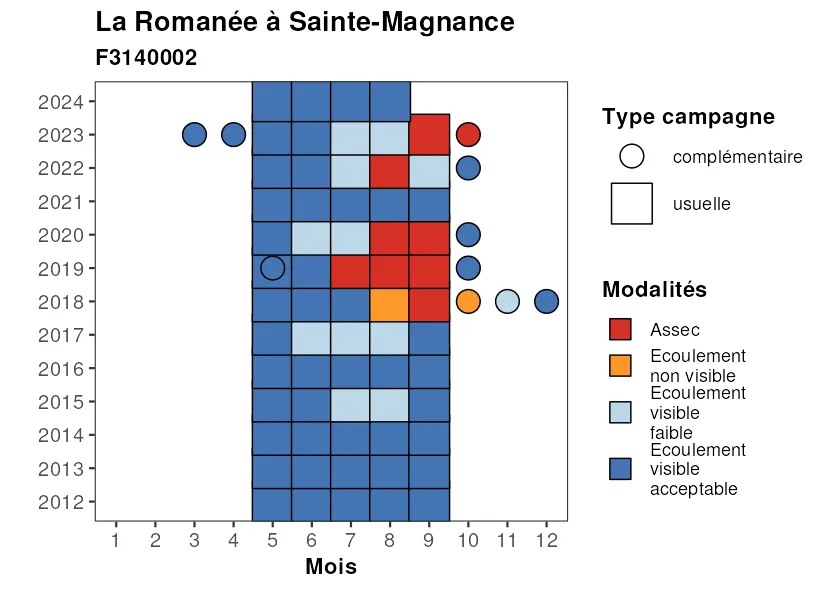 La Romanée à Sainte-Magnance
F3140002
2024
2023
2022
2021
2020
2019
2018
2017
2016
2015
2014
2013
2012
1 2 3 4 5 6 7 8 9 10 11 12
Mois
Type campagne
complémentaire
usuelle
Modalités
Assec
Ecoulement
non visible
Ecoulement
visible
faible
Ecoulement
visible
acceptable